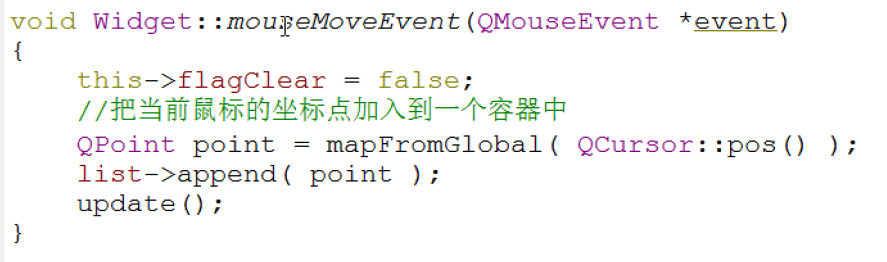 void Widget::mouseMoveEvent(QMouseEvent *event)
{
    this->flagClear = false;
    //把当前鼠标的坐标点加入到一个容器中
    QPoint point = mapFromGlobal( QCursor::pos() );
    list->append( point );
    update();
}